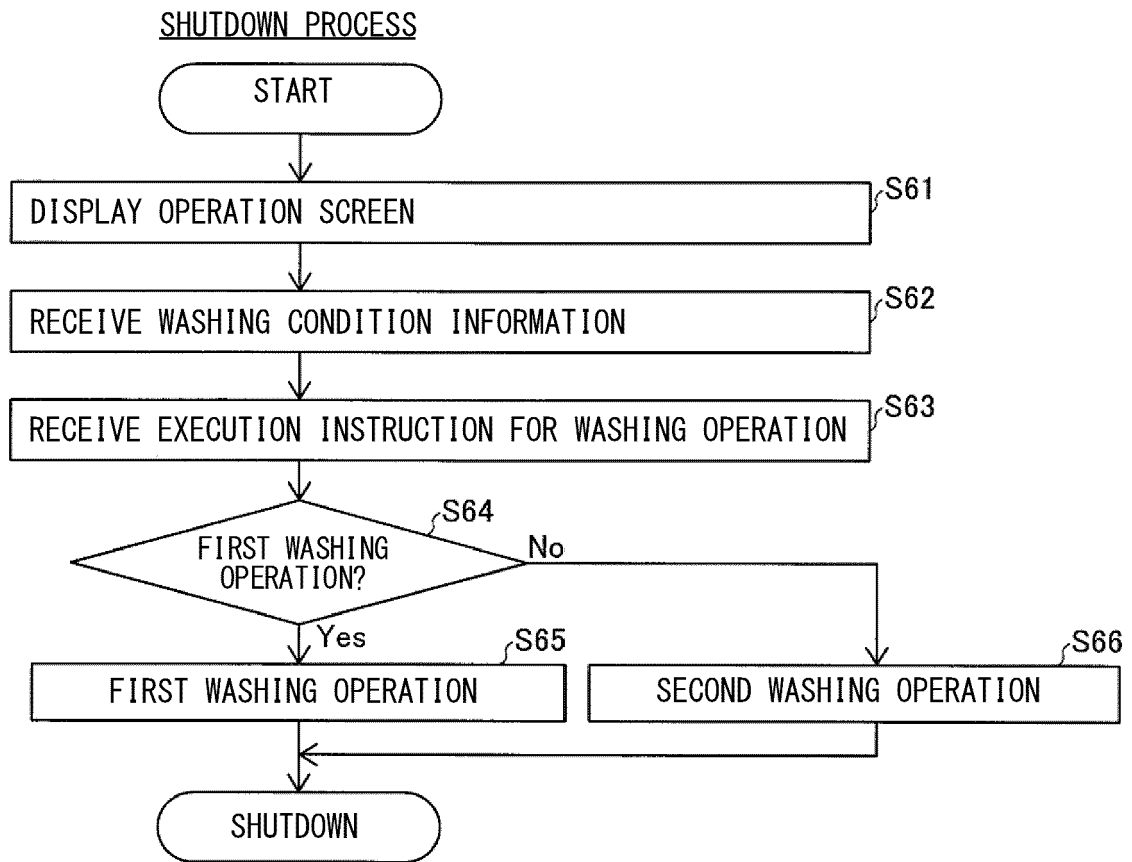 SHUTDOWN PROCESS
START
S61
DISPLAY OPERATION SCREEN
S62
RECEIVE WASHING CONDITION INFORMATION
S63
RECEIVE EXECUTION INSTRUCTION FOR WASHING OPERATION
S64
FIRST WASHING
OPERATION?
No
Yes
S65
FIRST WASHING OPERATION
S66
SECOND WASHING OPERATION
SHUTDOWN